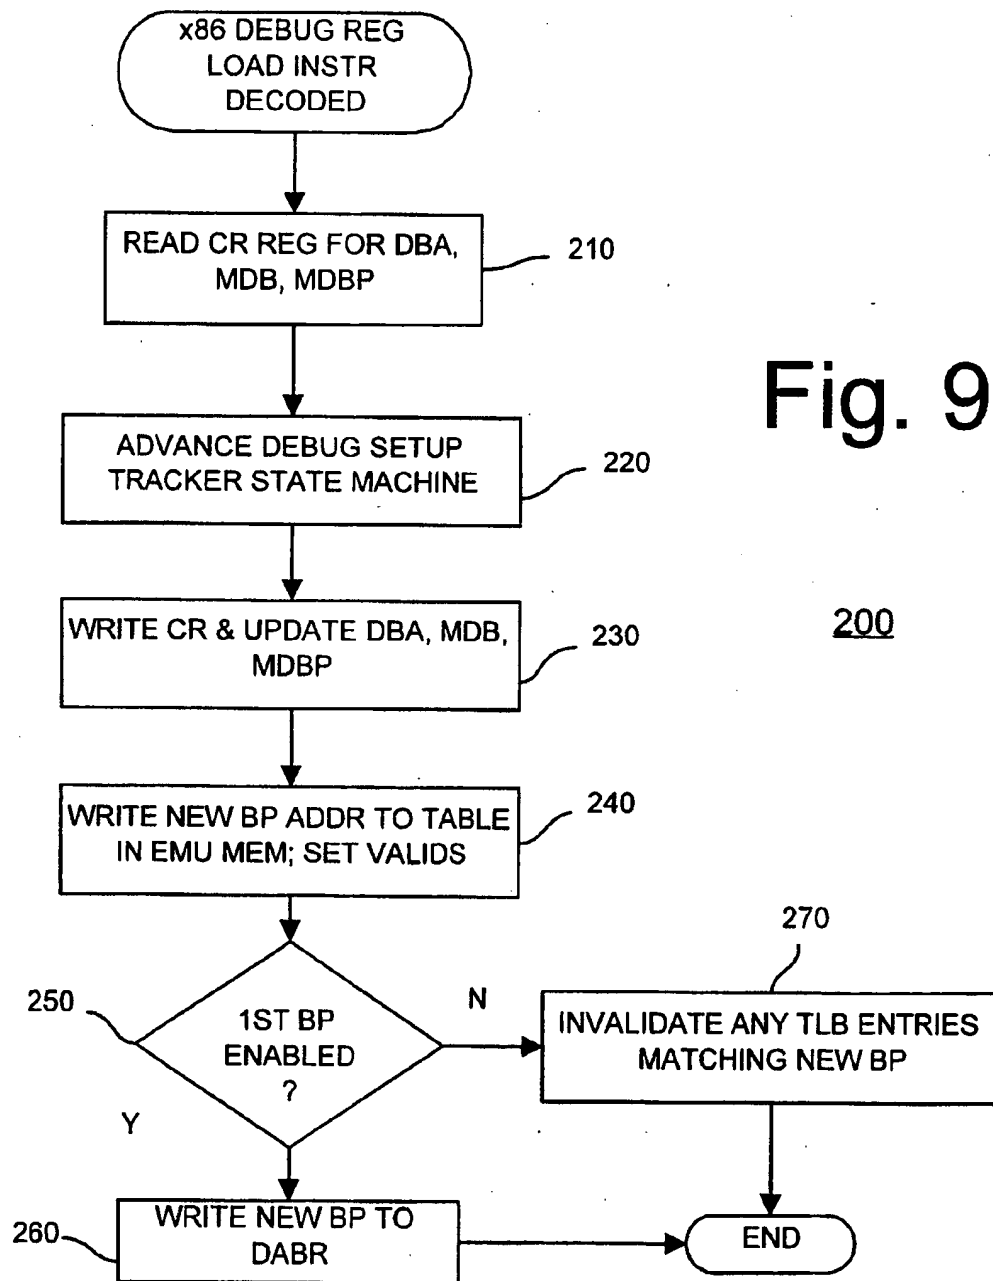 x86 DEBUG REG
LOAD INSTR
DECODED
READ CR REG FOR DBA,
MDB, MDBP
210
Fig. 9
ADVANCE DEBUG SETUP
TRACKER STATE MACHINE
220
200
WRITE CR & UPDATE DBA, MDB,
MDBP
230
WRITE NEW BP ADDR TO TABLE
IN EMU MEM; SET VALIDS
240
250
1ST BP
ENABLED
?
N
Y
270
INVALIDATE ANY TLB ENTRIES
MATCHING NEW BP
260
WRITE NEW BP TO
DABR
END